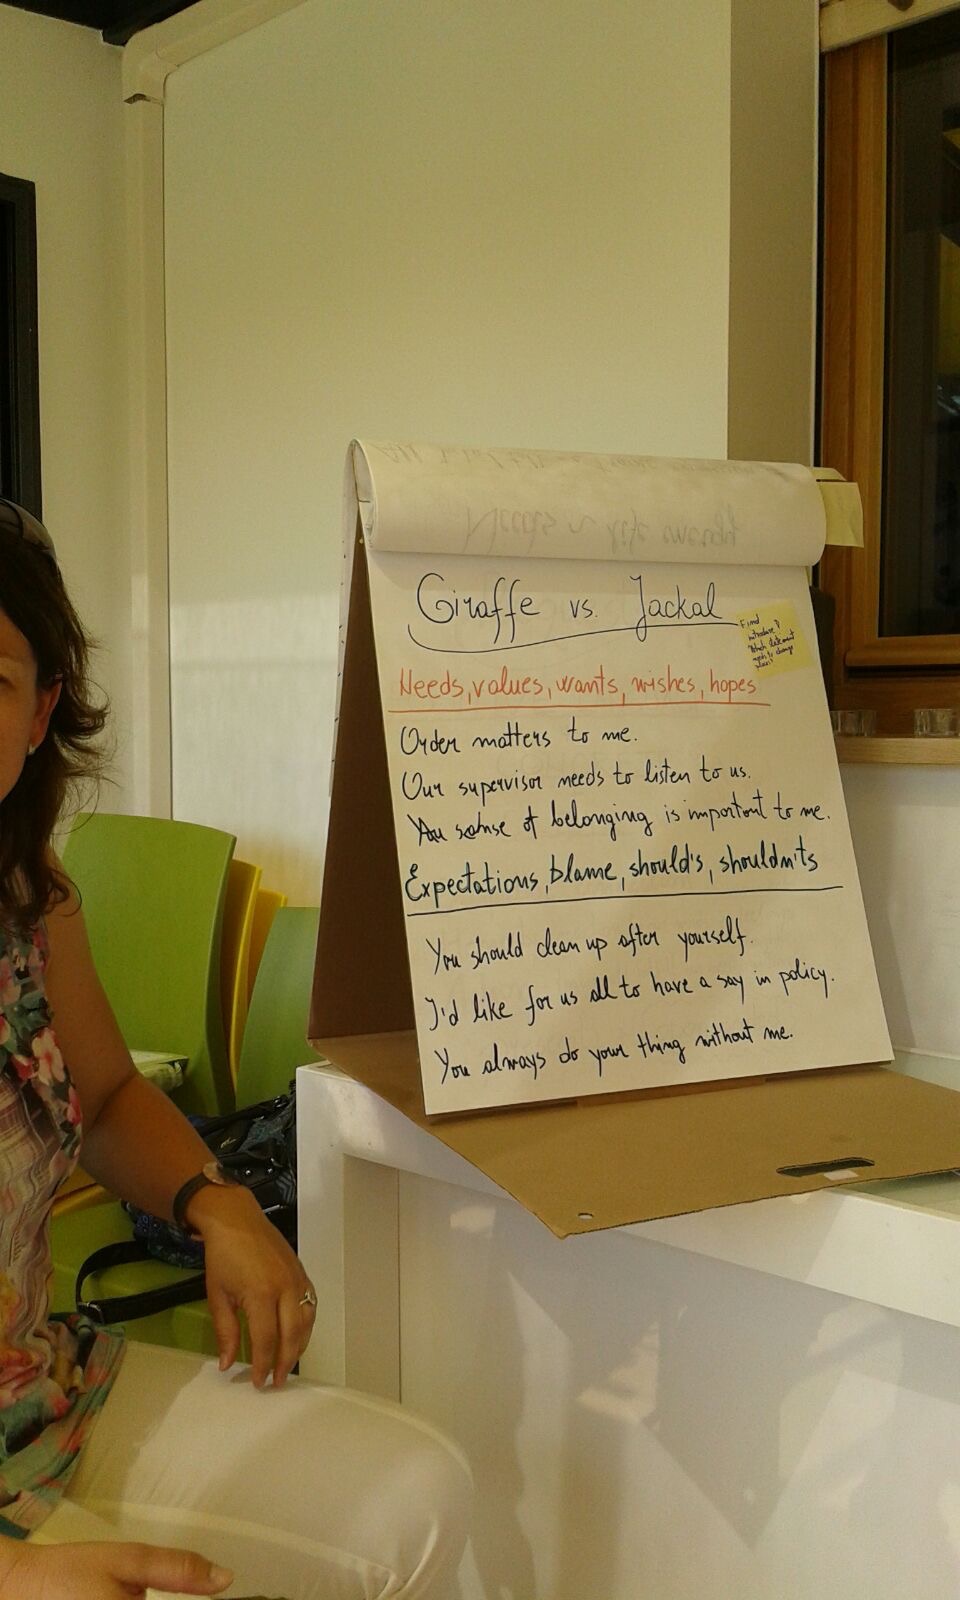 Giraffe vs. Jackal
Find
introduce?
Which statement
needs to change
place?
Needs, values, wants, wishes, hopes
Order matters to me.
Our supervisor needs to listen to us.
sense of belonging is important to me.
Expectations, blame, should's, shouldn'ts
You should clean up after yourself.
I'd like for us all to have a say in policy.
You always do your thing without me.